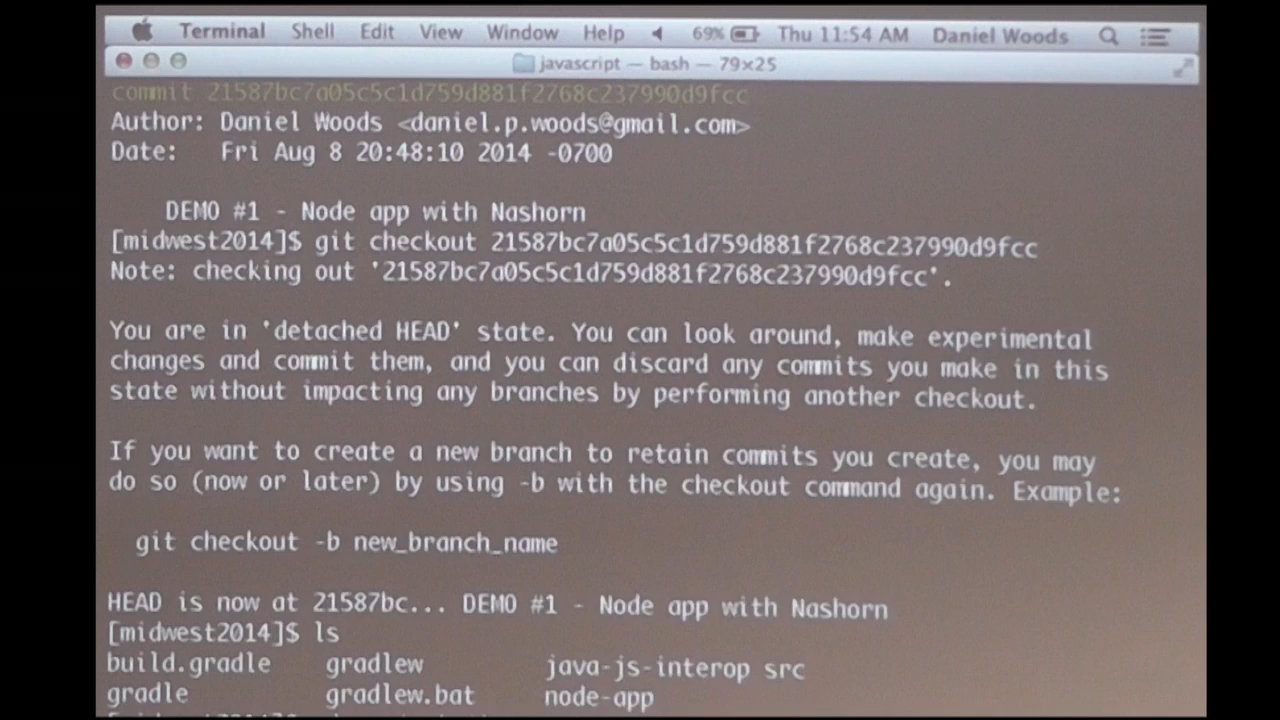 Terminal Shell Edit View Window Help 69% Thu 11:54 AM Daniel Woods
javascript — bash — 79×25
commit 21587bc7a05c5c1d759d881f2768c237990d9fcc
Author: Daniel Woods <daniel.p.woods@gmail.com>
Date:   Fri Aug 8 20:48:10 2014 -0700
DEMO #1 - Node app with Nashorn
[midwest2014]$ git checkout 21587bc7a05c5c1d759d881f2768c237990d9fcc
Note: checking out '21587bc7a05c5c1d759d881f2768c237990d9fcc'.
You are in 'detached HEAD' state. You can look around, make experimental
changes and commit them, and you can discard any commits you make in this
state without impacting any branches by performing another checkout.
If you want to create a new branch to retain commits you create, you may
do so (now or later) by using -b with the checkout command again. Example:
git checkout -b new_branch_name
HEAD is now at 21587bc... DEMO #1 - Node app with Nashorn
[midwest2014]$ ls
build.gradle    gradlew         java-js-interop src
gradle          gradlew.bat     node-app